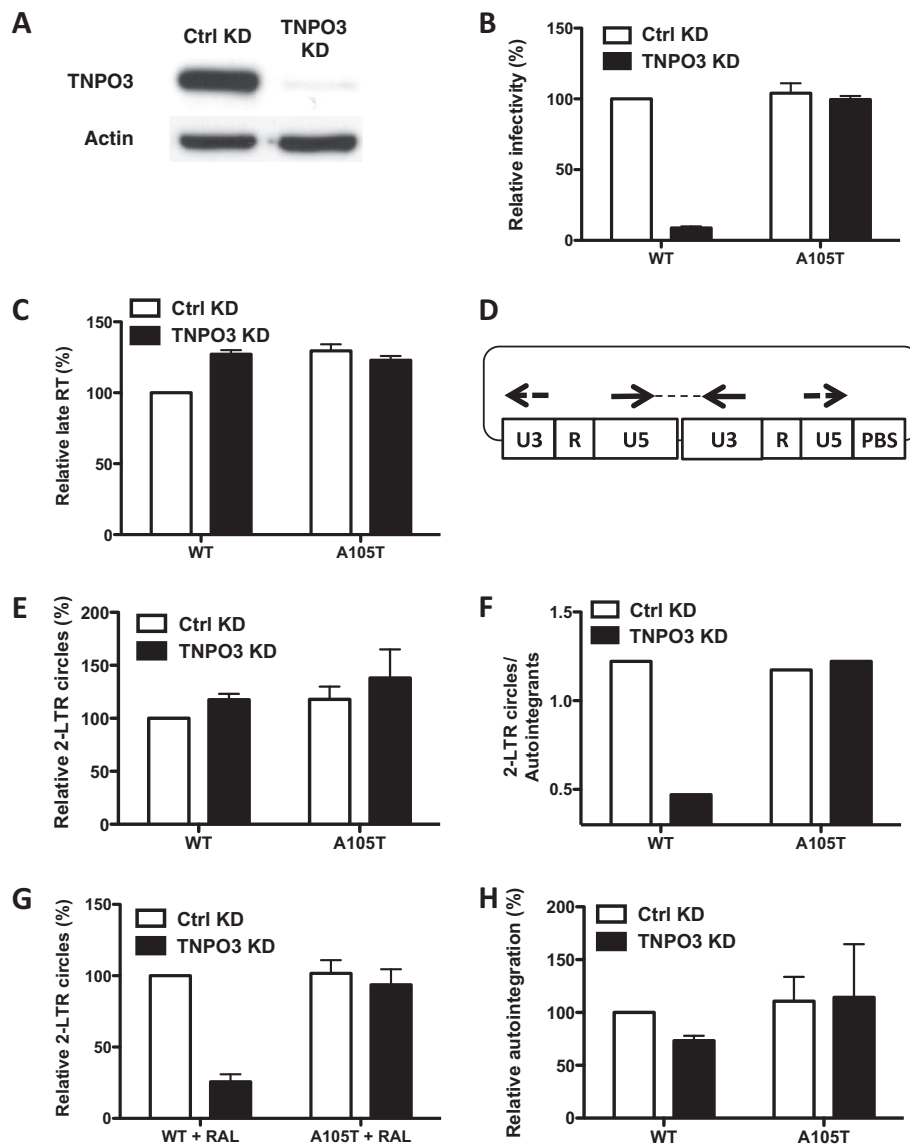 A
Ctrl KD
TNPO3 KD
TNPO3
Actin
B
Ctrl KD
TNPO3 KD
Relative infectivity (%)
150
100
50
0
WT
A105T
C
Ctrl KD
TNPO3 KD
Relative late RT (%)
150
100
50
0
WT
A105T
D
U3
R
U5
U3
R
U5
PBS
E
Ctrl KD
TNPO3 KD
Relative 2-LTR circles (%)
200
150
100
50
0
WT
A105T
F
Ctrl KD
TNPO3 KD
2-LTR circles/
Autointegrants
1.5
1.0
0.5
WT
A105T
G
Ctrl KD
TNPO3 KD
Relative 2-LTR circles (%)
150
100
50
0
WT + RAL
A105T + RAL
H
Ctrl KD
TNPO3 KD
Relative autointegration (%)
200
150
100
50
0
WT
A105T